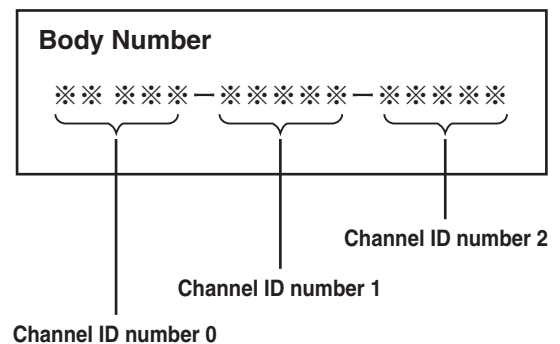 Body Number
※※ ※※※－※※※※※－※※※※※
Channel ID number 2
Channel ID number 1
Channel ID number 0